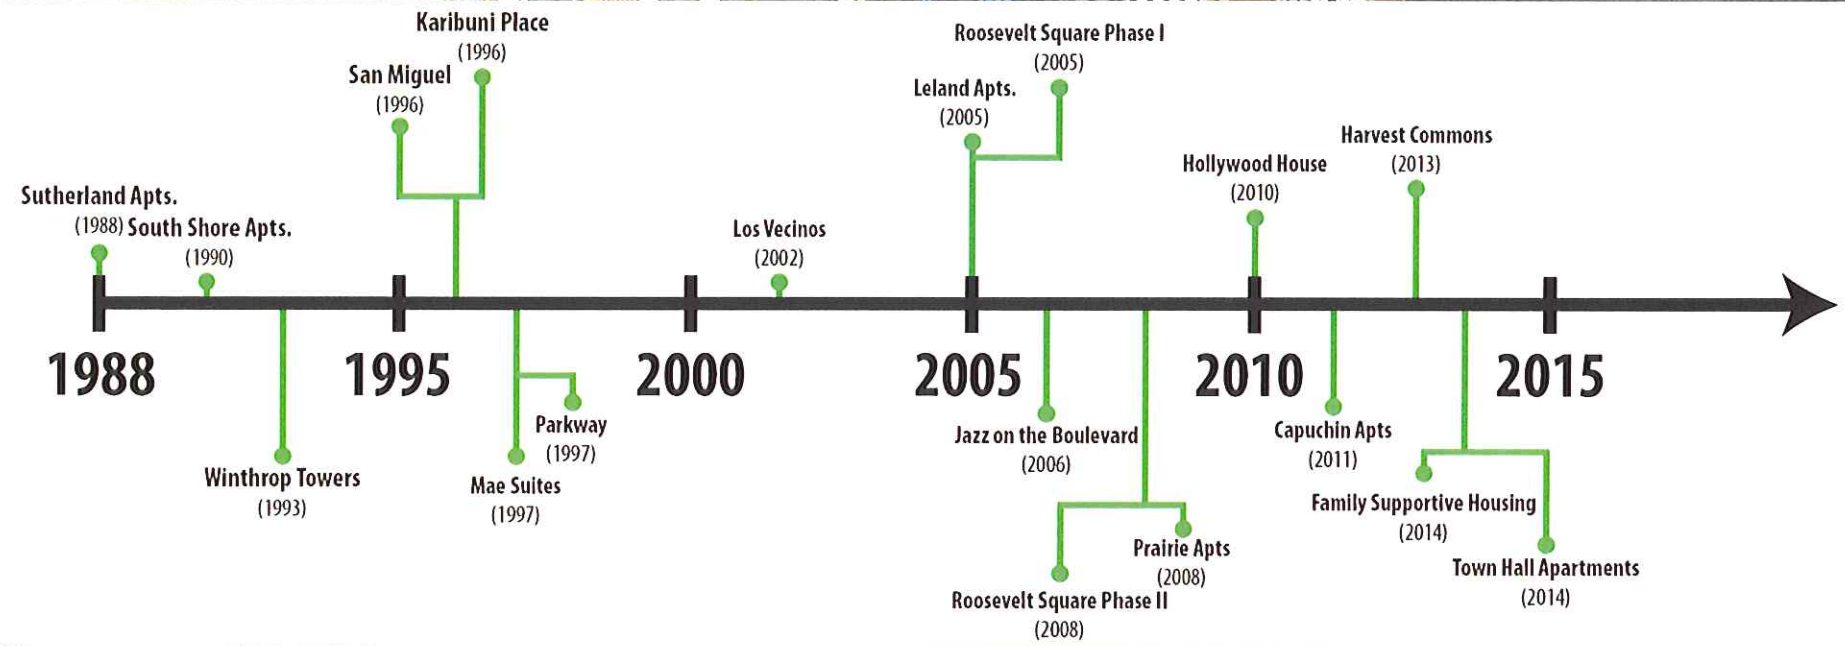 Karibuni Place
(1996)
San Miguel
(1996)
Roosevelt Square Phase I
(2005)
Leland Apts.
(2005)
Harvest Commons
(2013)
Hollywood House
(2010)
Sutherland Apts.
(1988)
South Shore Apts.
(1990)
Los Vecinos
(2002)
1988
1995
2000
2005
2010
2015
Parkway
(1997)
Winthrop Towers
(1993)
Mae Suites
(1997)
Jazz on the Boulevard
(2006)
Capuchin Apts
(2011)
Family Supportive Housing
(2014)
Prairie Apts
(2008)
Town Hall Apartments
(2014)
Roosevelt Square Phase II
(2008)